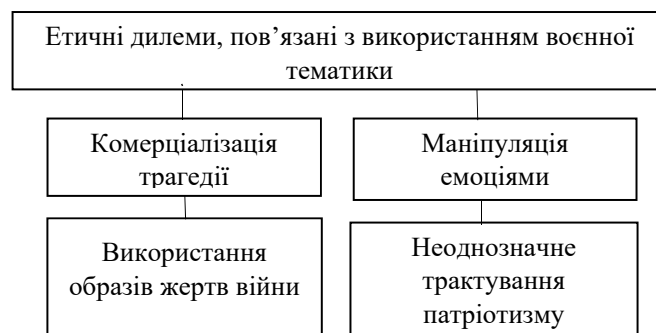 Етичні дилеми, пов’язані з використанням воєнної
тематики
Комерціалізація
трагедії
Маніпуляція
емоціями
Використання
образів жертв війни
Неоднозначне
трактування
патріотизму